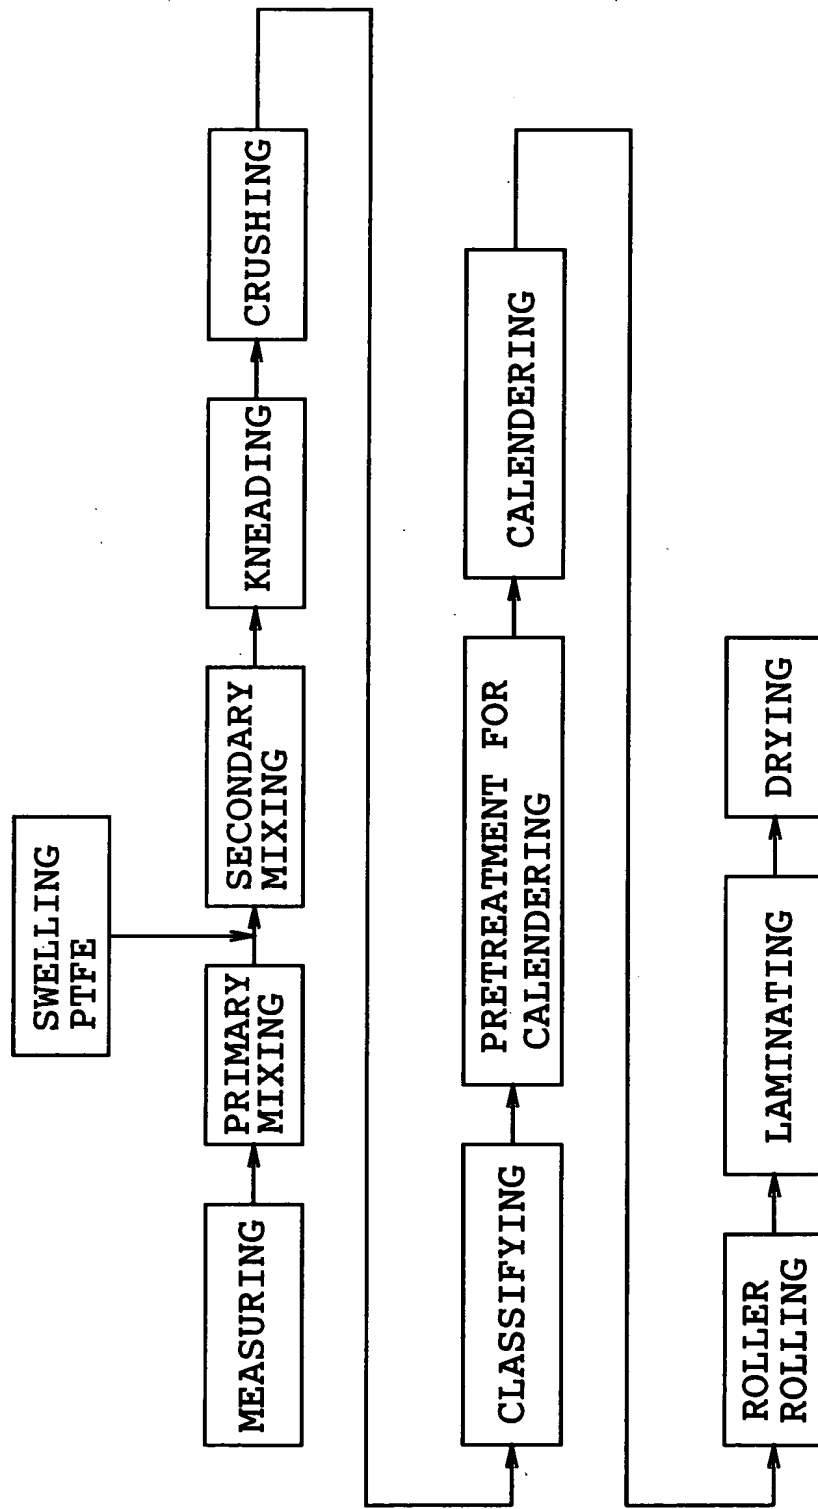 SWELLING
PTFE
MEASURING
PRIMARY
MIXING
SECONDARY
MIXING
KNEADING
CRUSHING
CLASSIFYING
PRETREATMENT FOR
CALENDERING
CALENDERING
ROLLER
ROLLING
LAMINATING
DRYING